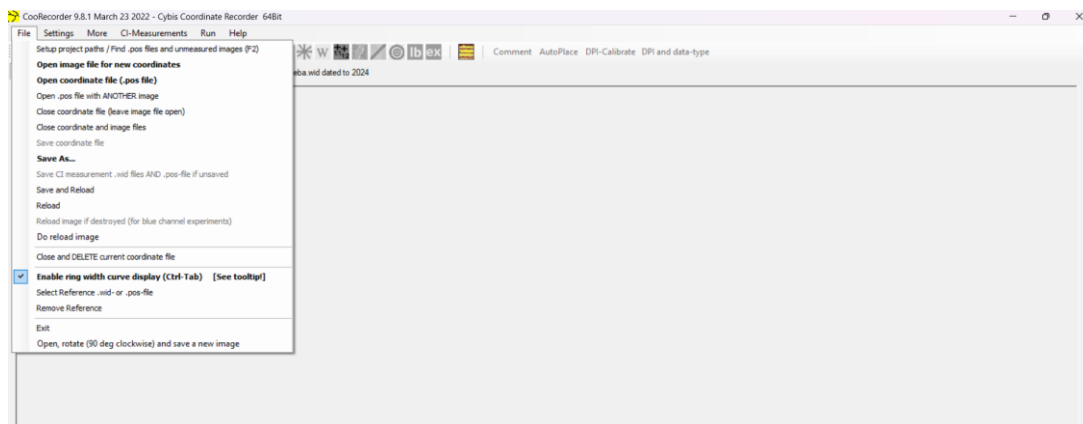 CooRecorder 9.8.1 March 23 2022 - Cybis Coordinate Recorder 64Bit
File Settings More CI-Measurements Run Help
W lb ex Comment AutoPlace DPI-Calibrate DPI and data-type
eba.wid dated to 2024
Setup project paths / Find .pos files and unmeasured images (F2)
Open image file for new coordinates
Open coordinate file (.pos file)
Open .pos file with ANOTHER image
Close coordinate file (leave image file open)
Close coordinate and image files
Save coordinate file
Save As...
Save CI measurement .wid files AND .pos-file if unsaved
Save and Reload
Reload
Reload image if destroyed (for blue channel experiments)
Do reload image
Close and DELETE current coordinate file
Enable ring width curve display (Ctrl-Tab) [See tooltip!]
Select Reference .wid- or .pos-file
Remove Reference
Exit
Open, rotate (90 deg clockwise) and save a new image